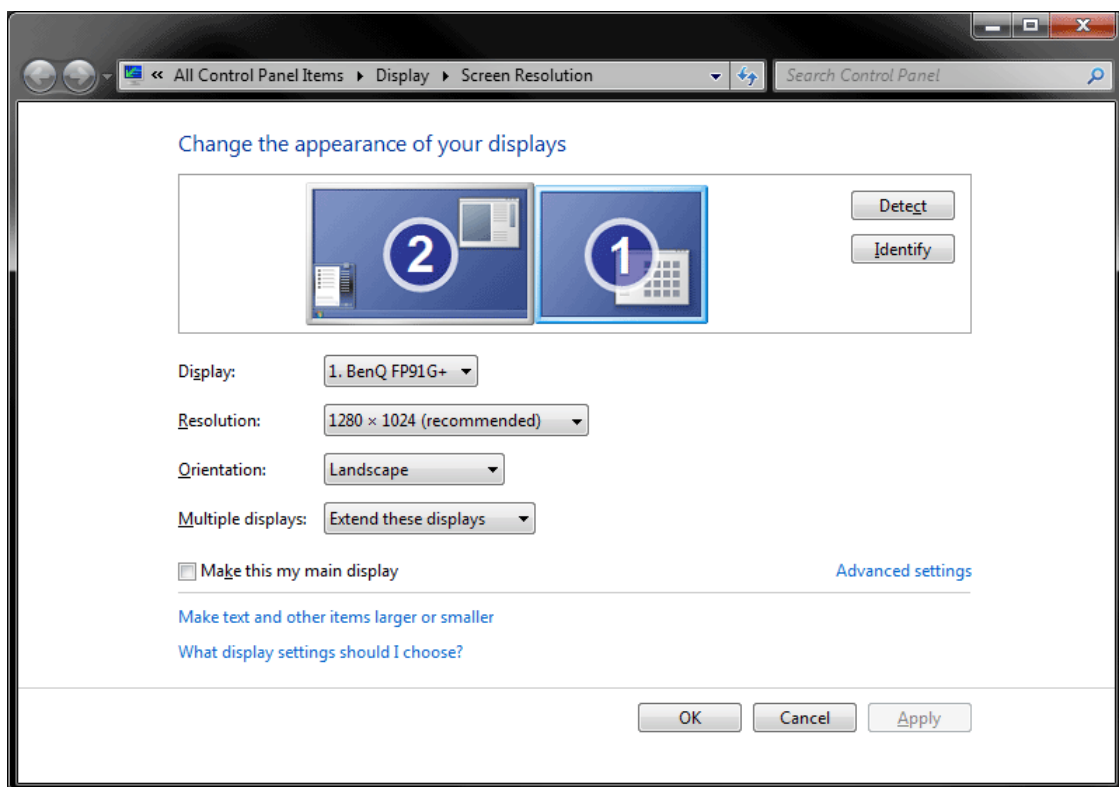 « All Control Panel Items ▸ Display ▸ Screen Resolution
Search Control Panel
Change the appearance of your displays
2
1
Detect
Identify
Display: 1. BenQ FP91G+
Resolution: 1280 × 1024 (recommended)
Orientation: Landscape
Multiple displays: Extend these displays
Make this my main display
Advanced settings
Make text and other items larger or smaller
What display settings should I choose?
OK
Cancel
Apply